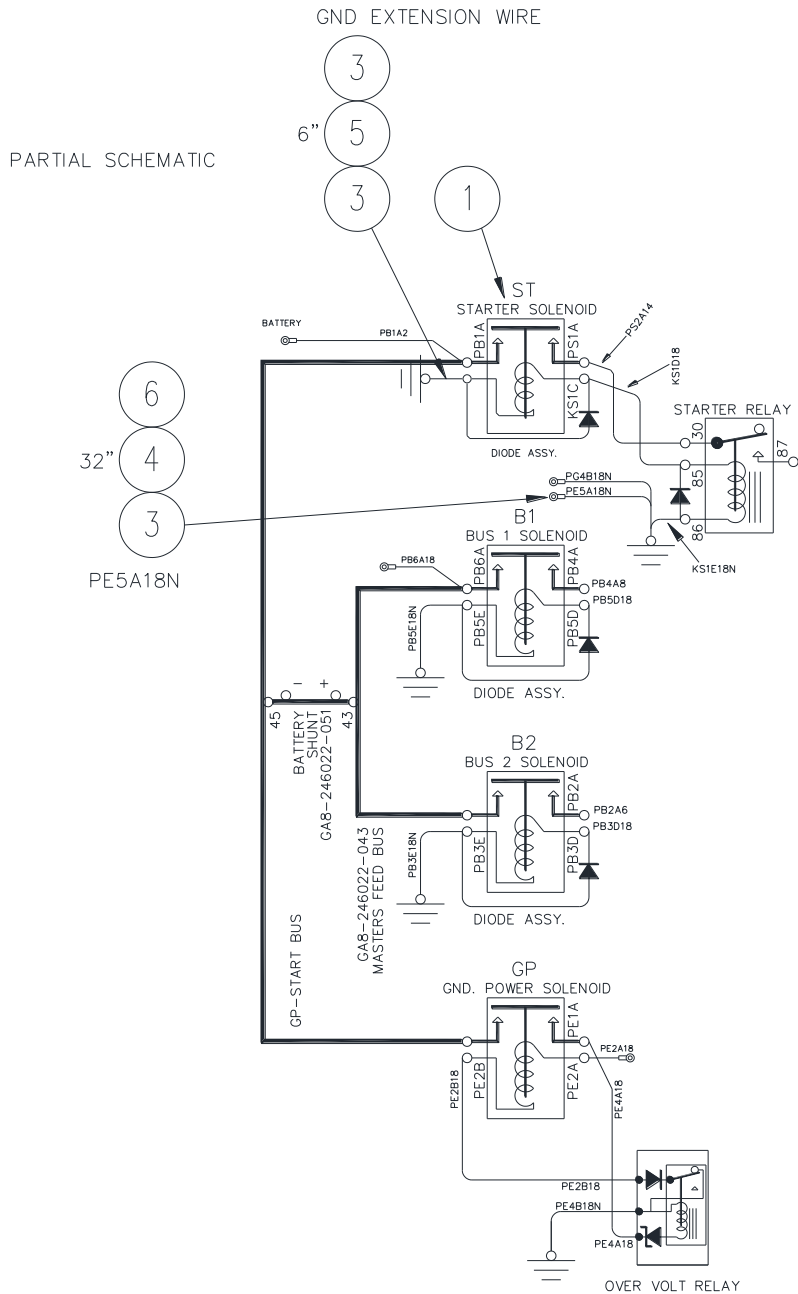 GND EXTENSION WIRE
3
6" 5
3
1
PARTIAL SCHEMATIC
ST
STARTER SOLENOID
BATTERY
PB1A2
PB1A
PS1A
KS1C
PS2A14
KS1D18
DIODE ASSY.
STARTER RELAY
30
87
85
86
KS1E18N
6
32" 4
3
PE5A18N
PG4B18N
PE5A18N
B1
BUS 1 SOLENOID
PB6A18
PB6A
PB4A
PB4A8
PB5D18
PB5E18N
PB5E
PB5D
DIODE ASSY.
- +
45
43
BATTERY
SHUNT
GA8-246022-051
B2
BUS 2 SOLENOID
PB2A
PB2A6
PB3D18
PB3E18N
PB3E
PB3D
DIODE ASSY.
GA8-246022-043
MASTERS FEED BUS
GP-START BUS
GP
GND. POWER SOLENOID
PE1A
PE2A18
PE2B18
PE2B
PE2A
PE4A18
PE2B18
PE4B18N
PE4A18
OVER VOLT RELAY